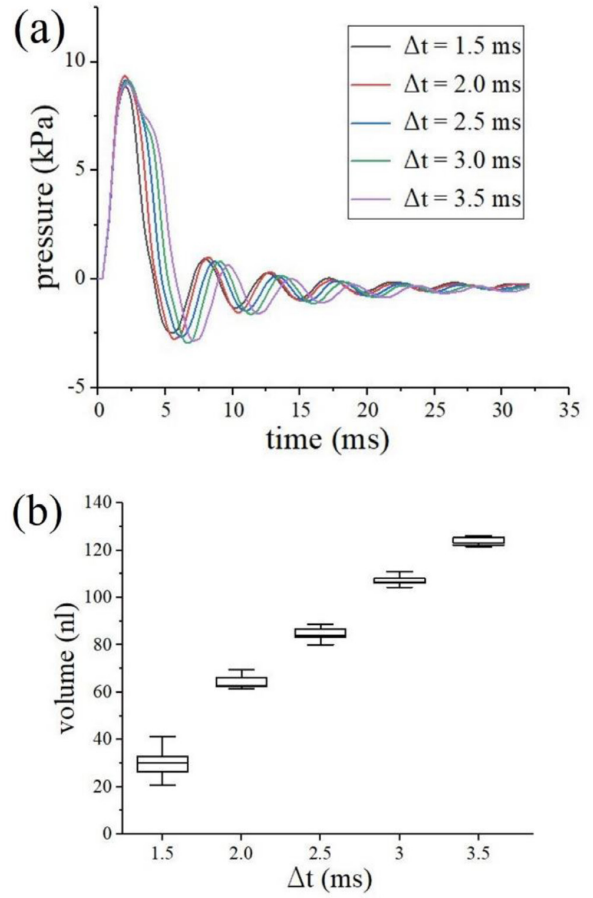 (a)
Δt = 1.5 ms
Δt = 2.0 ms
Δt = 2.5 ms
Δt = 3.0 ms
Δt = 3.5 ms
pressure (kPa)
10
5
0
-5
0 5 10 15 20 25 30 35
time (ms)
(b)
volume (nl)
140
120
100
80
60
40
20
0
1.5 2.0 2.5 3 3.5
Δt (ms)